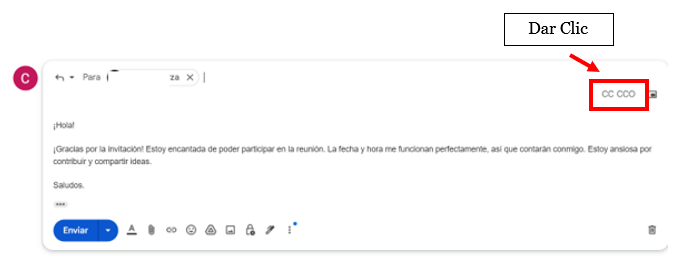 Dar Clic
C
Para za
CC CCO
¡Hola!
¡Gracias por la invitación! Estoy encantada de poder participar en la reunión. La fecha y hora me funcionan perfectamente, así que contarán conmigo. Estoy ansiosa por
contribuir y compartir ideas.
Saludos.
Enviar